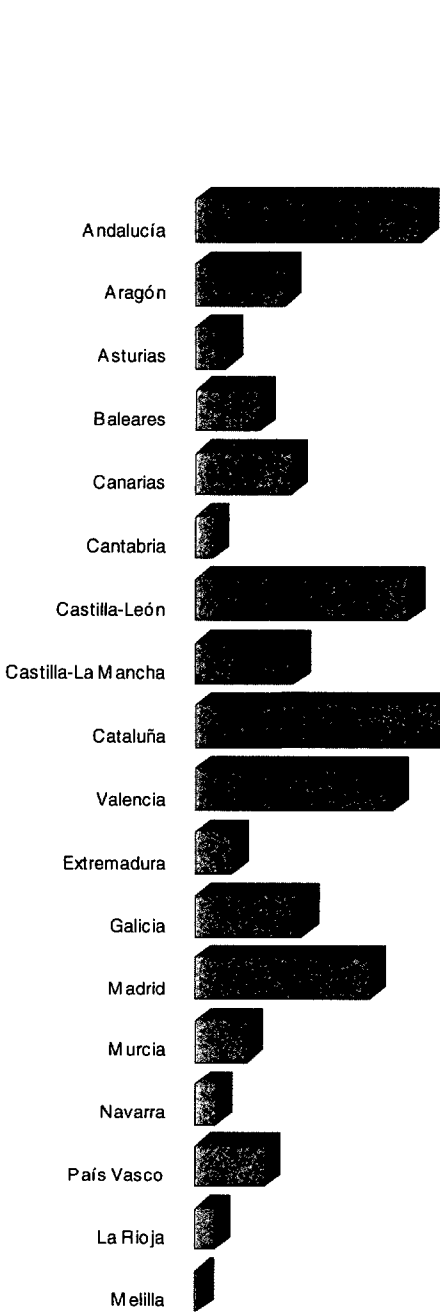 Andalucía
Aragón
Asturias
Baleares
Canarias
Cantabria
Castilla-León
Castilla-La Mancha
Cataluña
Valencia
Extremadura
Galicia
Madrid
Murcia
Navarra
País Vasco
La Rioja
Melilla